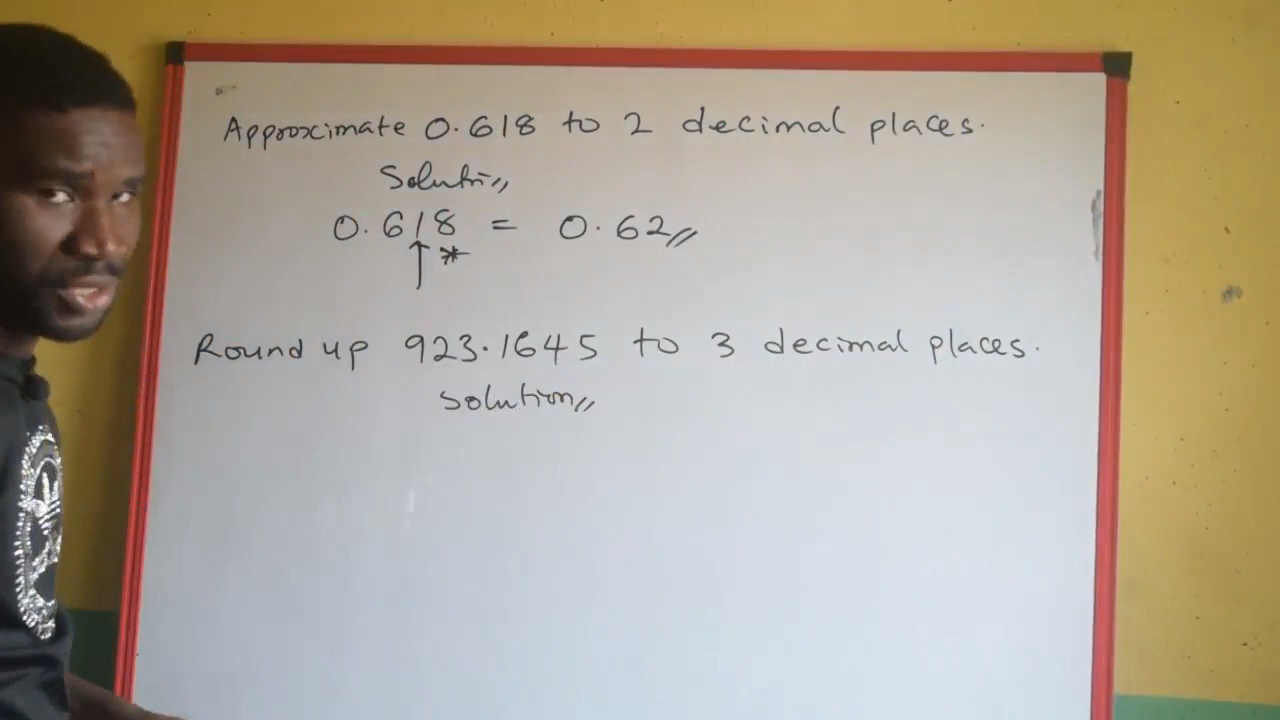 Approximate 0.618 to 2 decimal places.
Soluti,,
0.618 = 0.62,,
↑ *
Round up 923.1645 to 3 decimal places.
Solution,,